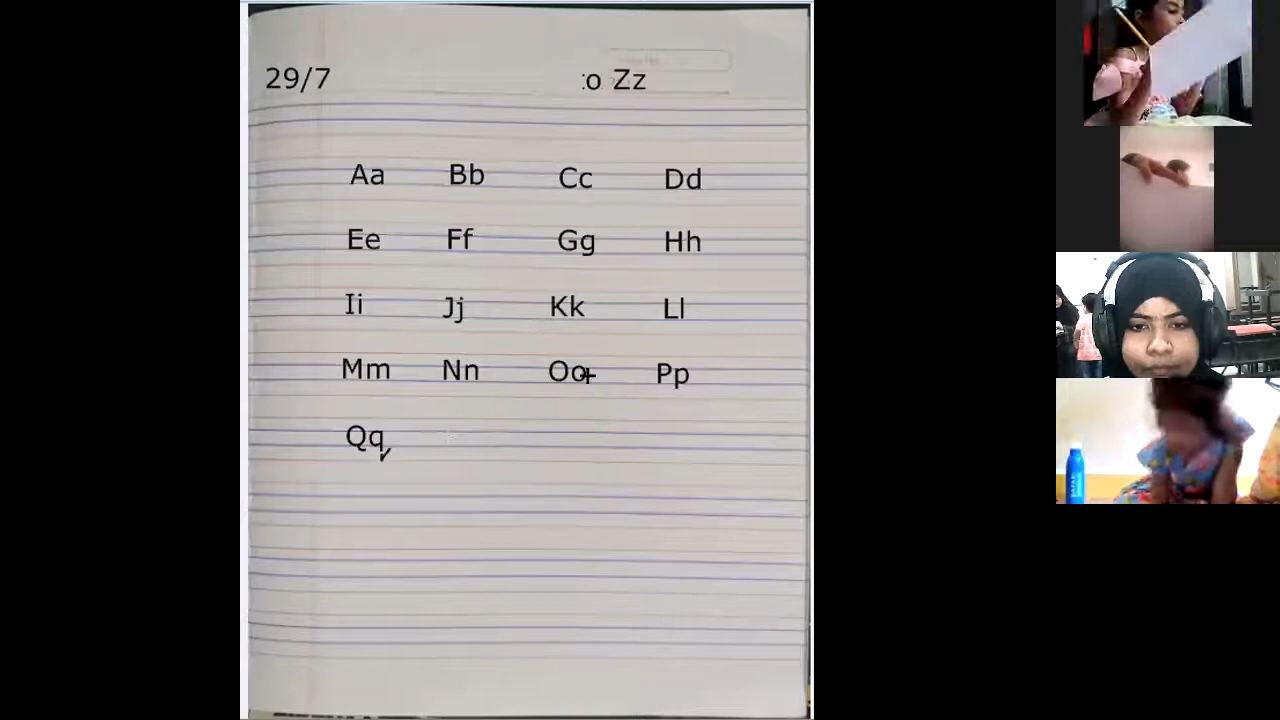 29/7 to Zz
Aa Bb Cc Dd
Ee Ff Gg Hh
Ii Jj Kk Ll
Mm Nn Oo Pp
Qq